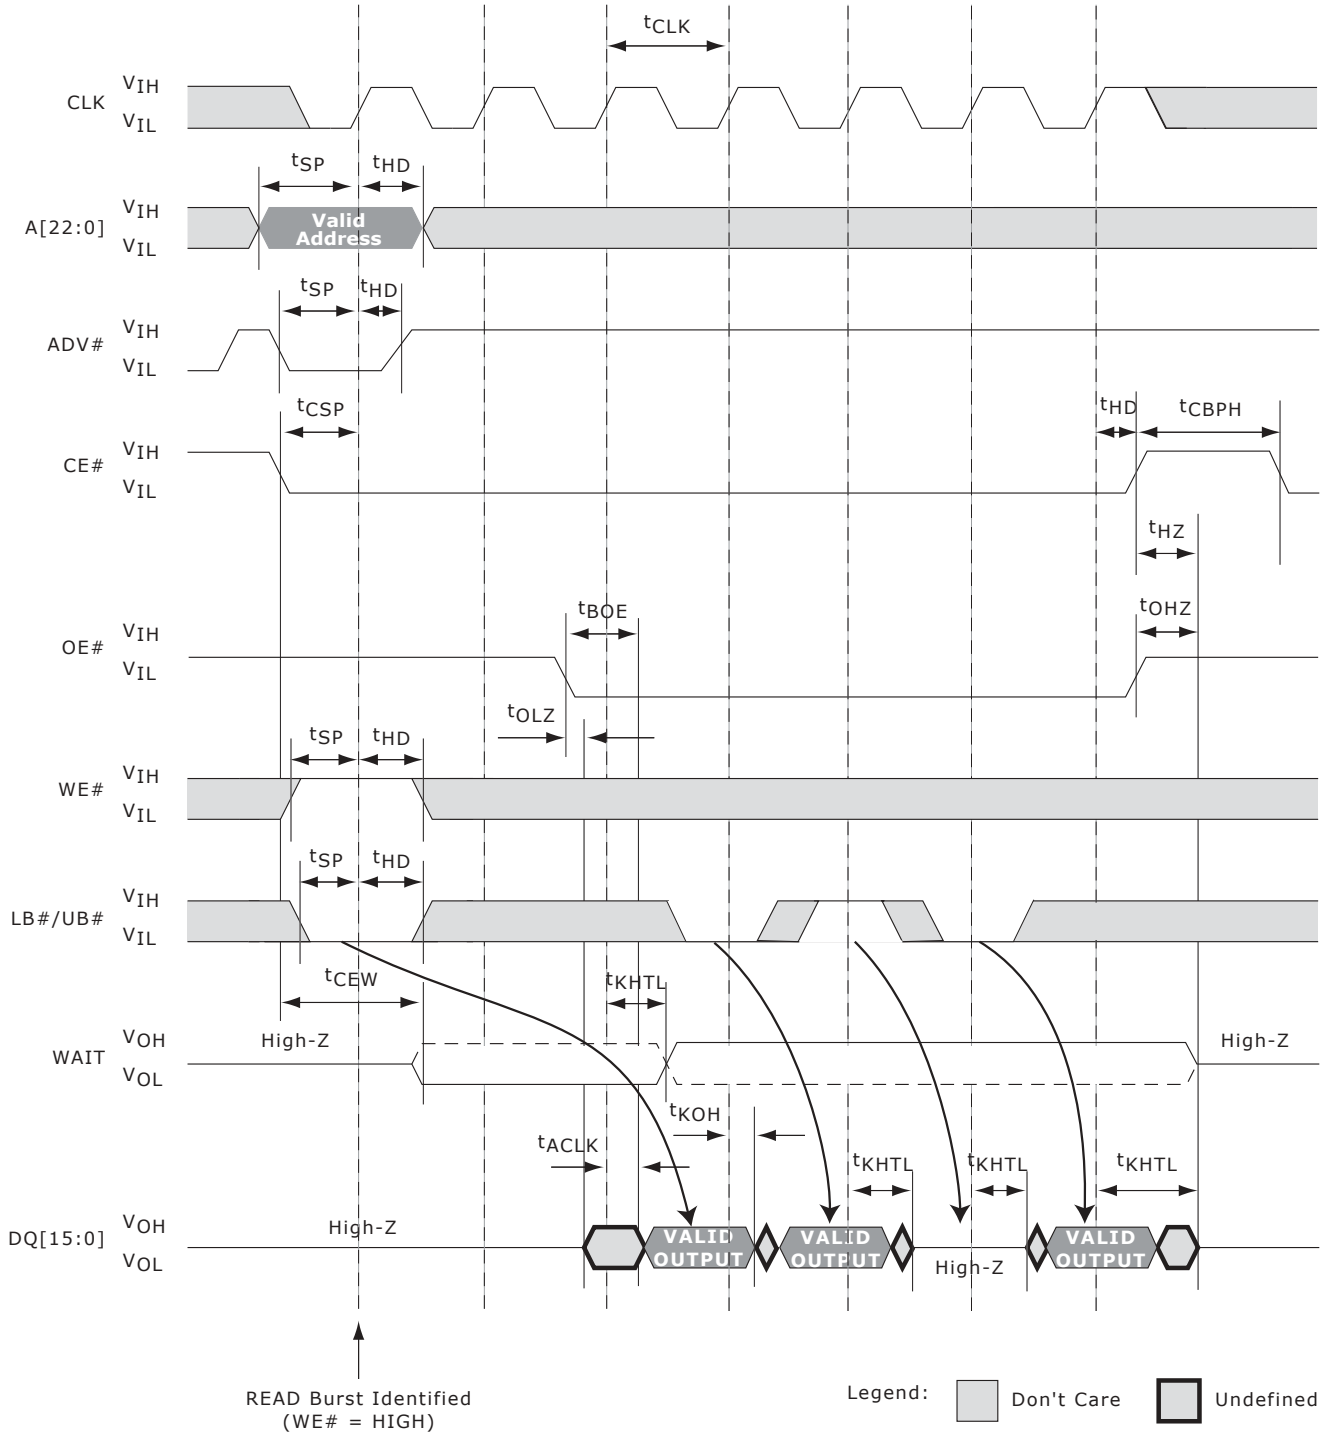 tCLK
CLK VIH
VIL
tSP tHD
A[22:0] VIH
VIL
Valid
Address
tSP tHD
ADV# VIH
VIL
tCSP tHD tCBPH
CE# VIH
VIL
tHZ
tBOE tOHZ
OE# VIH
VIL
tOLZ
tSP tHD
WE# VIH
VIL
tSP tHD
LB#/UB# VIH
VIL
tCEW tKHTL
WAIT VOH
VOL
High-Z High-Z
tKOH
tACLK tKHTL tKHTL tKHTL
DQ[15:0] VOH
VOL
High-Z
VALID
OUTPUT
VALID
OUTPUT
High-Z
VALID
OUTPUT
READ Burst Identified
(WE# = HIGH)
Legend: Don't Care Undefined